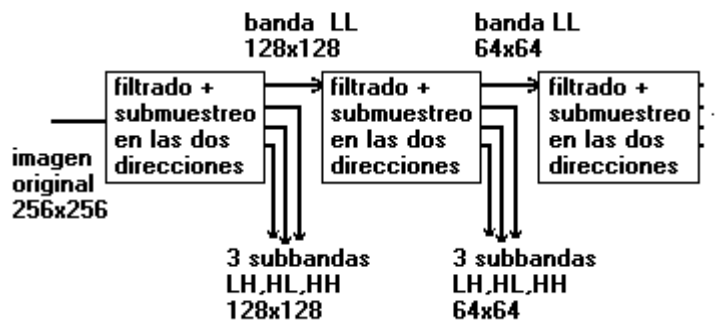 banda LL
128x128
banda LL
64x64
imagen
original
256x256
filtrado +
submuestreo
en las dos
direcciones
filtrado +
submuestreo
en las dos
direcciones
filtrado +
submuestreo
en las dos
direcciones
3 subbandas
LH,HL,HH
128x128
3 subbandas
LH,HL,HH
64x64